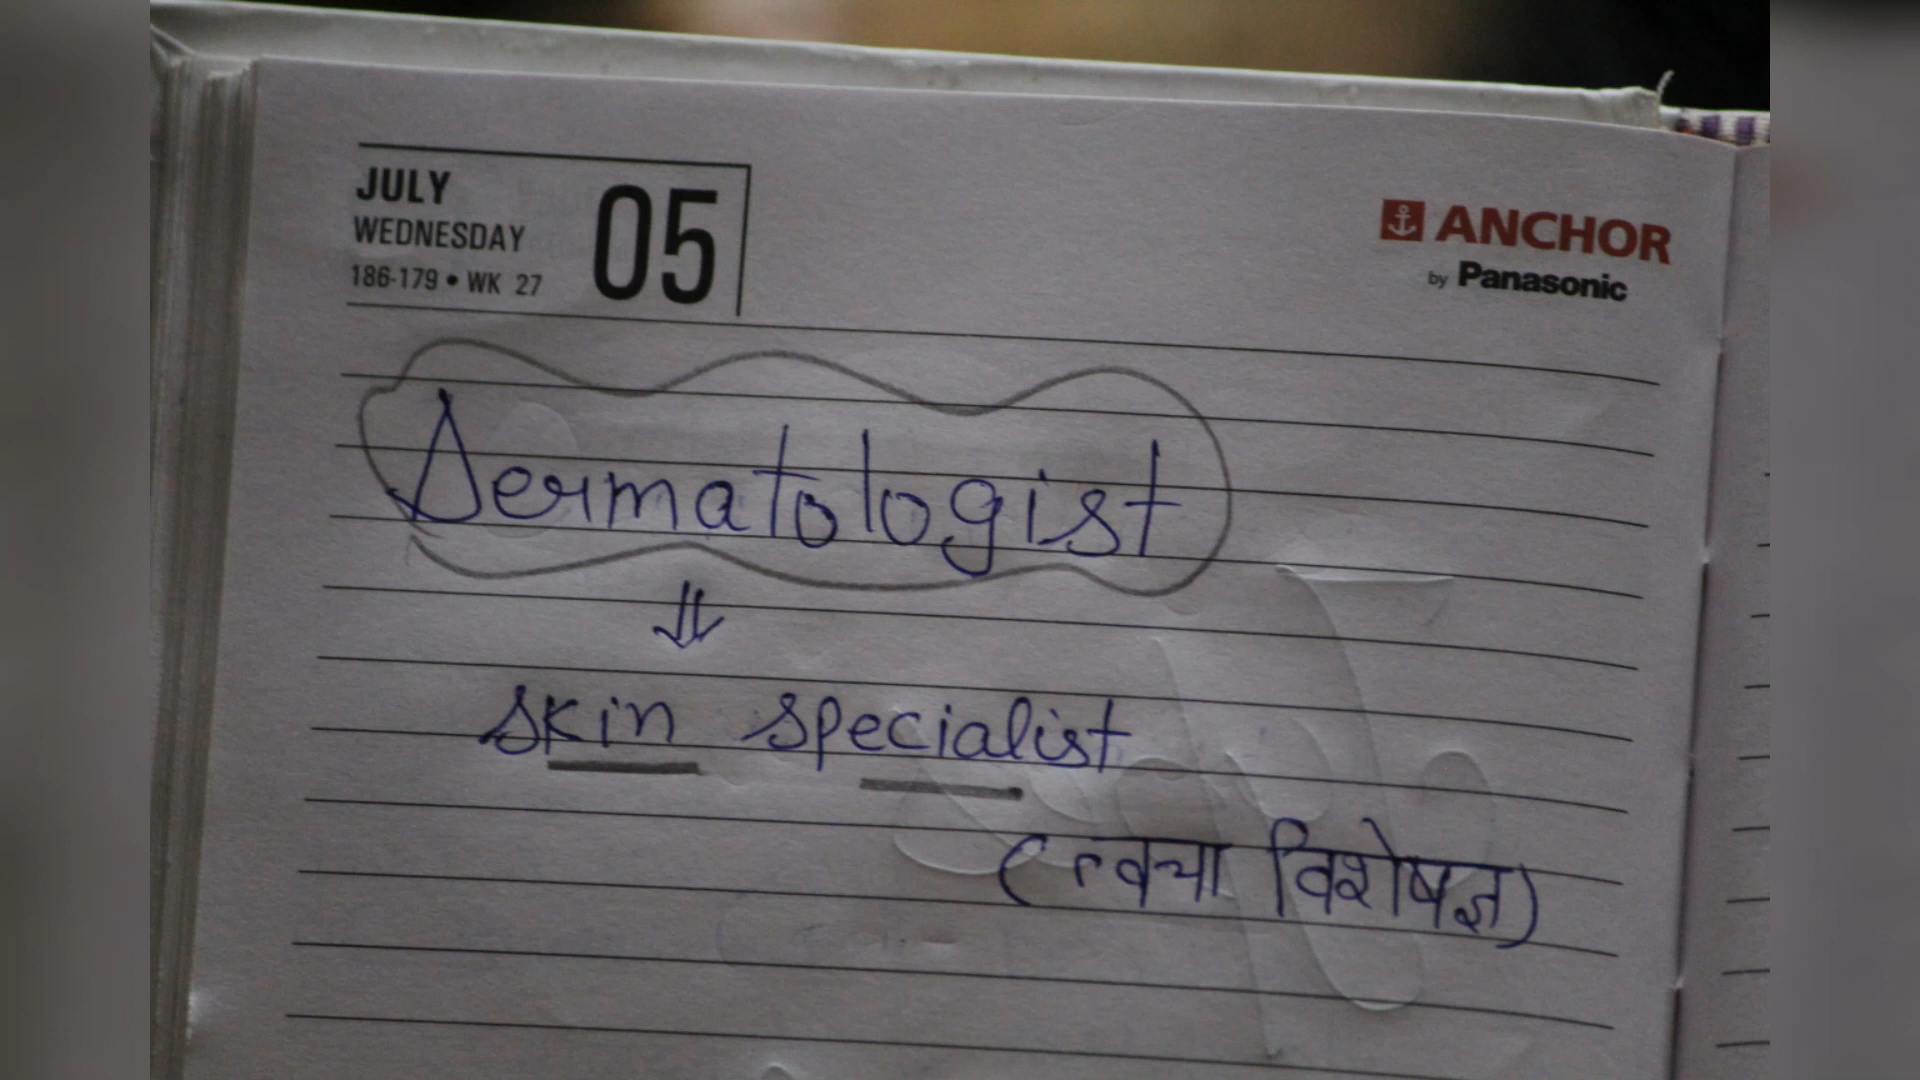 JULY
WEDNESDAY
186-179 • WK 27
05
ANCHOR
by Panasonic
Dermatologist
⇓
skin specialist
(त्वचा विशेषज्ञ)